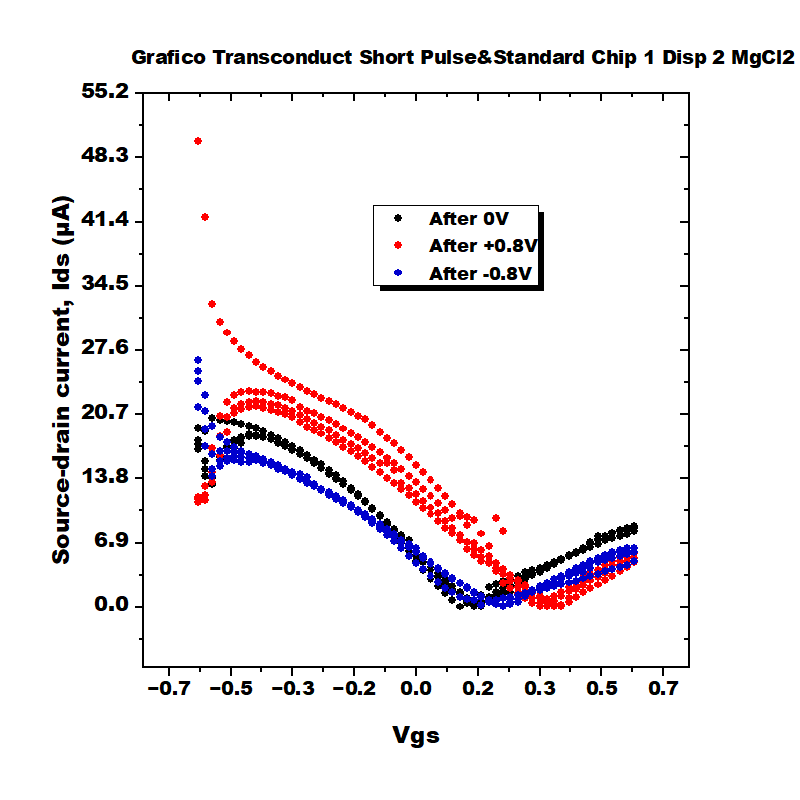 Grafico Transconduct Short Pulse&Standard Chip 1 Disp 2 MgCl2
55.2
48.3
41.4
34.5
27.6
20.7
13.8
6.9
0.0
Source-drain current, Ids (µA)
After 0V
After +0.8V
After -0.8V
−0.7 −0.5 −0.3 −0.2 0.0 0.2 0.3 0.5 0.7
Vgs